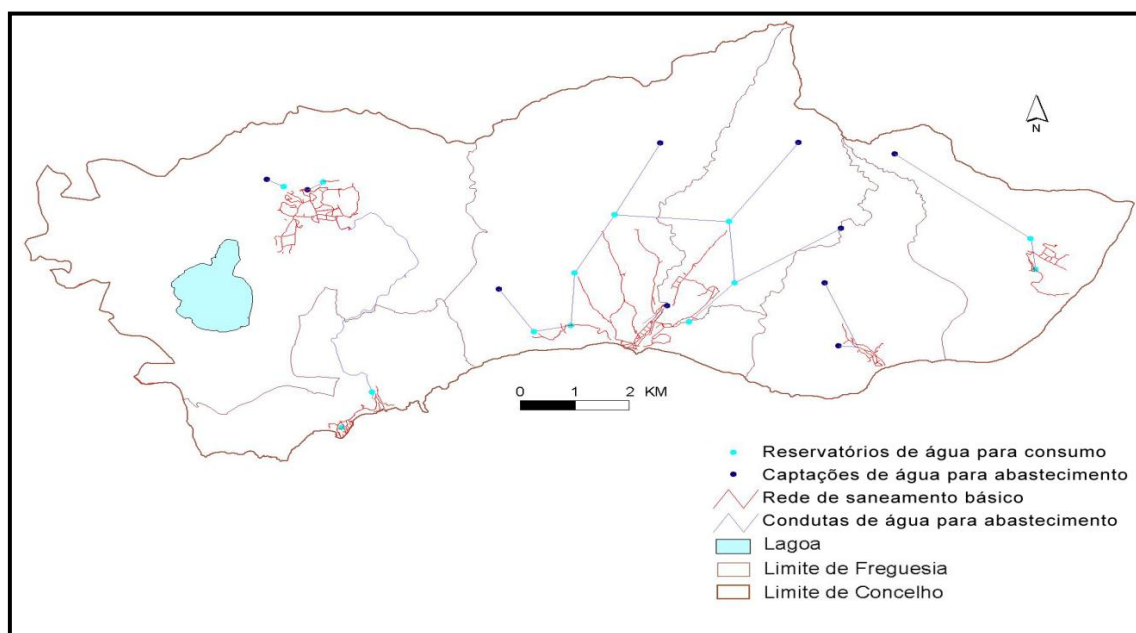 N
0 1 2 KM
Reservatórios de água para consumo
Captações de água para abastecimento
Rede de saneamento básico
Condutas de água para abastecimento
Lagoa
Limite de Freguesia
Limite de Concelho